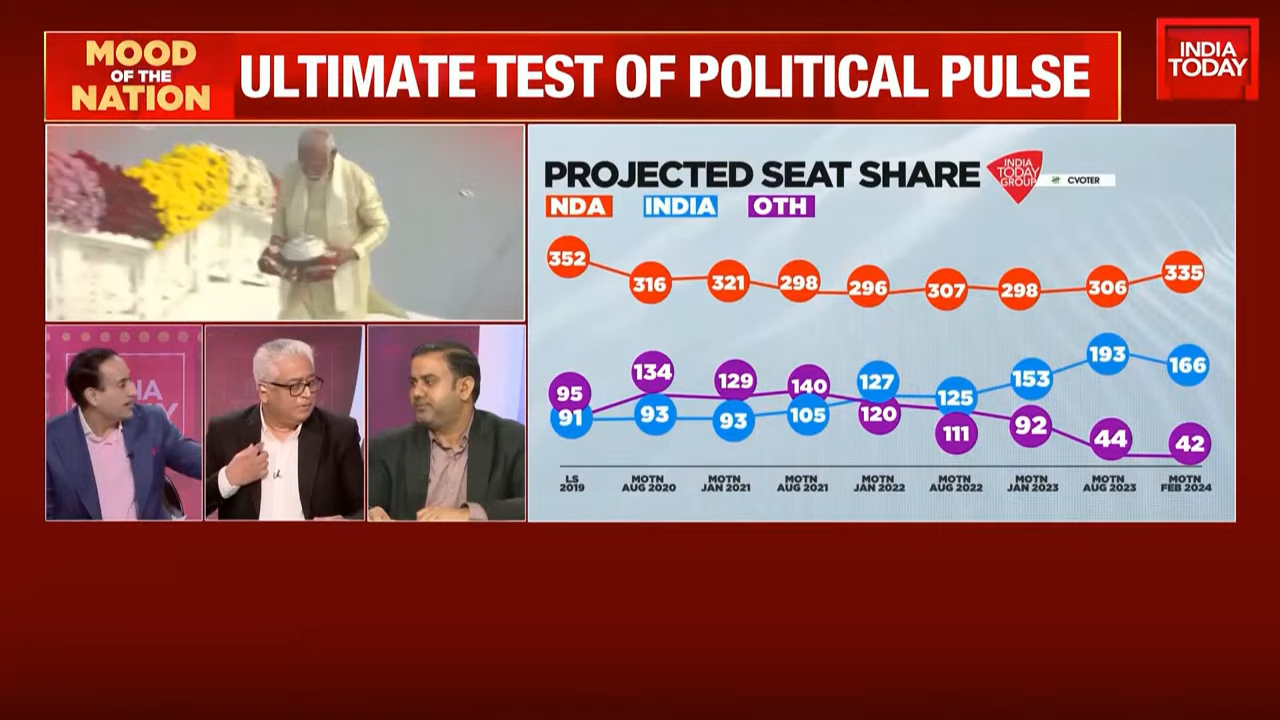 MOOD
OF THE
NATION
ULTIMATE TEST OF POLITICAL PULSE
INDIA
TODAY
PROJECTED SEAT SHARE
INDIA
TODAY
GROUP
CVOTER
NDA INDIA OTH
352 316 321 298 296 307 298 306 335
95 134 129 140 127 125 153 193 166
91 93 93 105 120 111 92 44 42
LS
2019
MOTN
AUG 2020
MOTN
JAN 2021
MOTN
AUG 2021
MOTN
JAN 2022
MOTN
AUG 2022
MOTN
JAN 2023
MOTN
AUG 2023
MOTN
FEB 2024